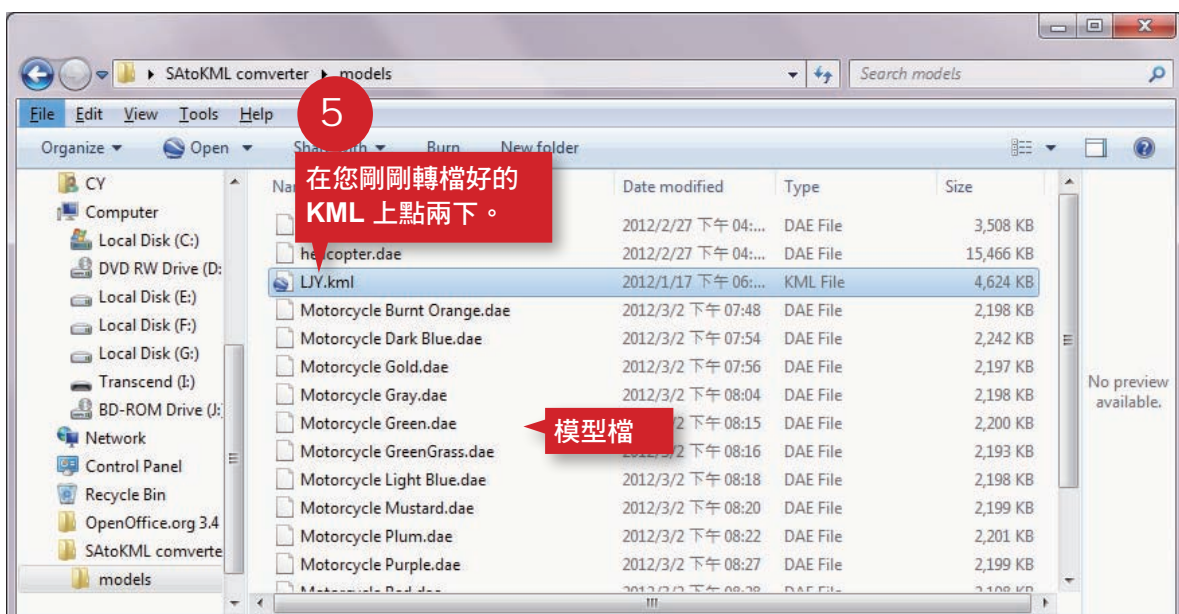 SAtoKML comverter ▸ models
Search models
File Edit View Tools Help
5
Organize Open Burn New folder
在您剛剛轉檔好的
KML 上點兩下。
CY
Computer
Local Disk (C:)
DVD RW Drive (D:
Local Disk (E:)
Local Disk (F:)
Local Disk (G:)
Transcend (I:)
BD-ROM Drive (J:
Network
Control Panel
Recycle Bin
OpenOffice.org 3.4
SAtoKML comverte
models
Date modified Type Size
2012/2/27 下午 04:... DAE File 3,508 KB
helicopter.dae 2012/2/27 下午 04:... DAE File 15,466 KB
LJY.kml 2012/1/17 下午 06:... KML File 4,624 KB
Motorcycle Burnt Orange.dae 2012/3/2 下午 07:48 DAE File 2,198 KB
Motorcycle Dark Blue.dae 2012/3/2 下午 07:54 DAE File 2,242 KB
Motorcycle Gold.dae 2012/3/2 下午 07:56 DAE File 2,197 KB
Motorcycle Gray.dae 2012/3/2 下午 08:04 DAE File 2,198 KB
Motorcycle Green.dae 下午 08:15 DAE File 2,200 KB
模型檔
Motorcycle GreenGrass.dae 2012/3/2 下午 08:16 DAE File 2,193 KB
Motorcycle Light Blue.dae 2012/3/2 下午 08:18 DAE File 2,198 KB
Motorcycle Mustard.dae 2012/3/2 下午 08:20 DAE File 2,199 KB
Motorcycle Plum.dae 2012/3/2 下午 08:22 DAE File 2,201 KB
Motorcycle Purple.dae 2012/3/2 下午 08:27 DAE File 2,199 KB
No preview
available.